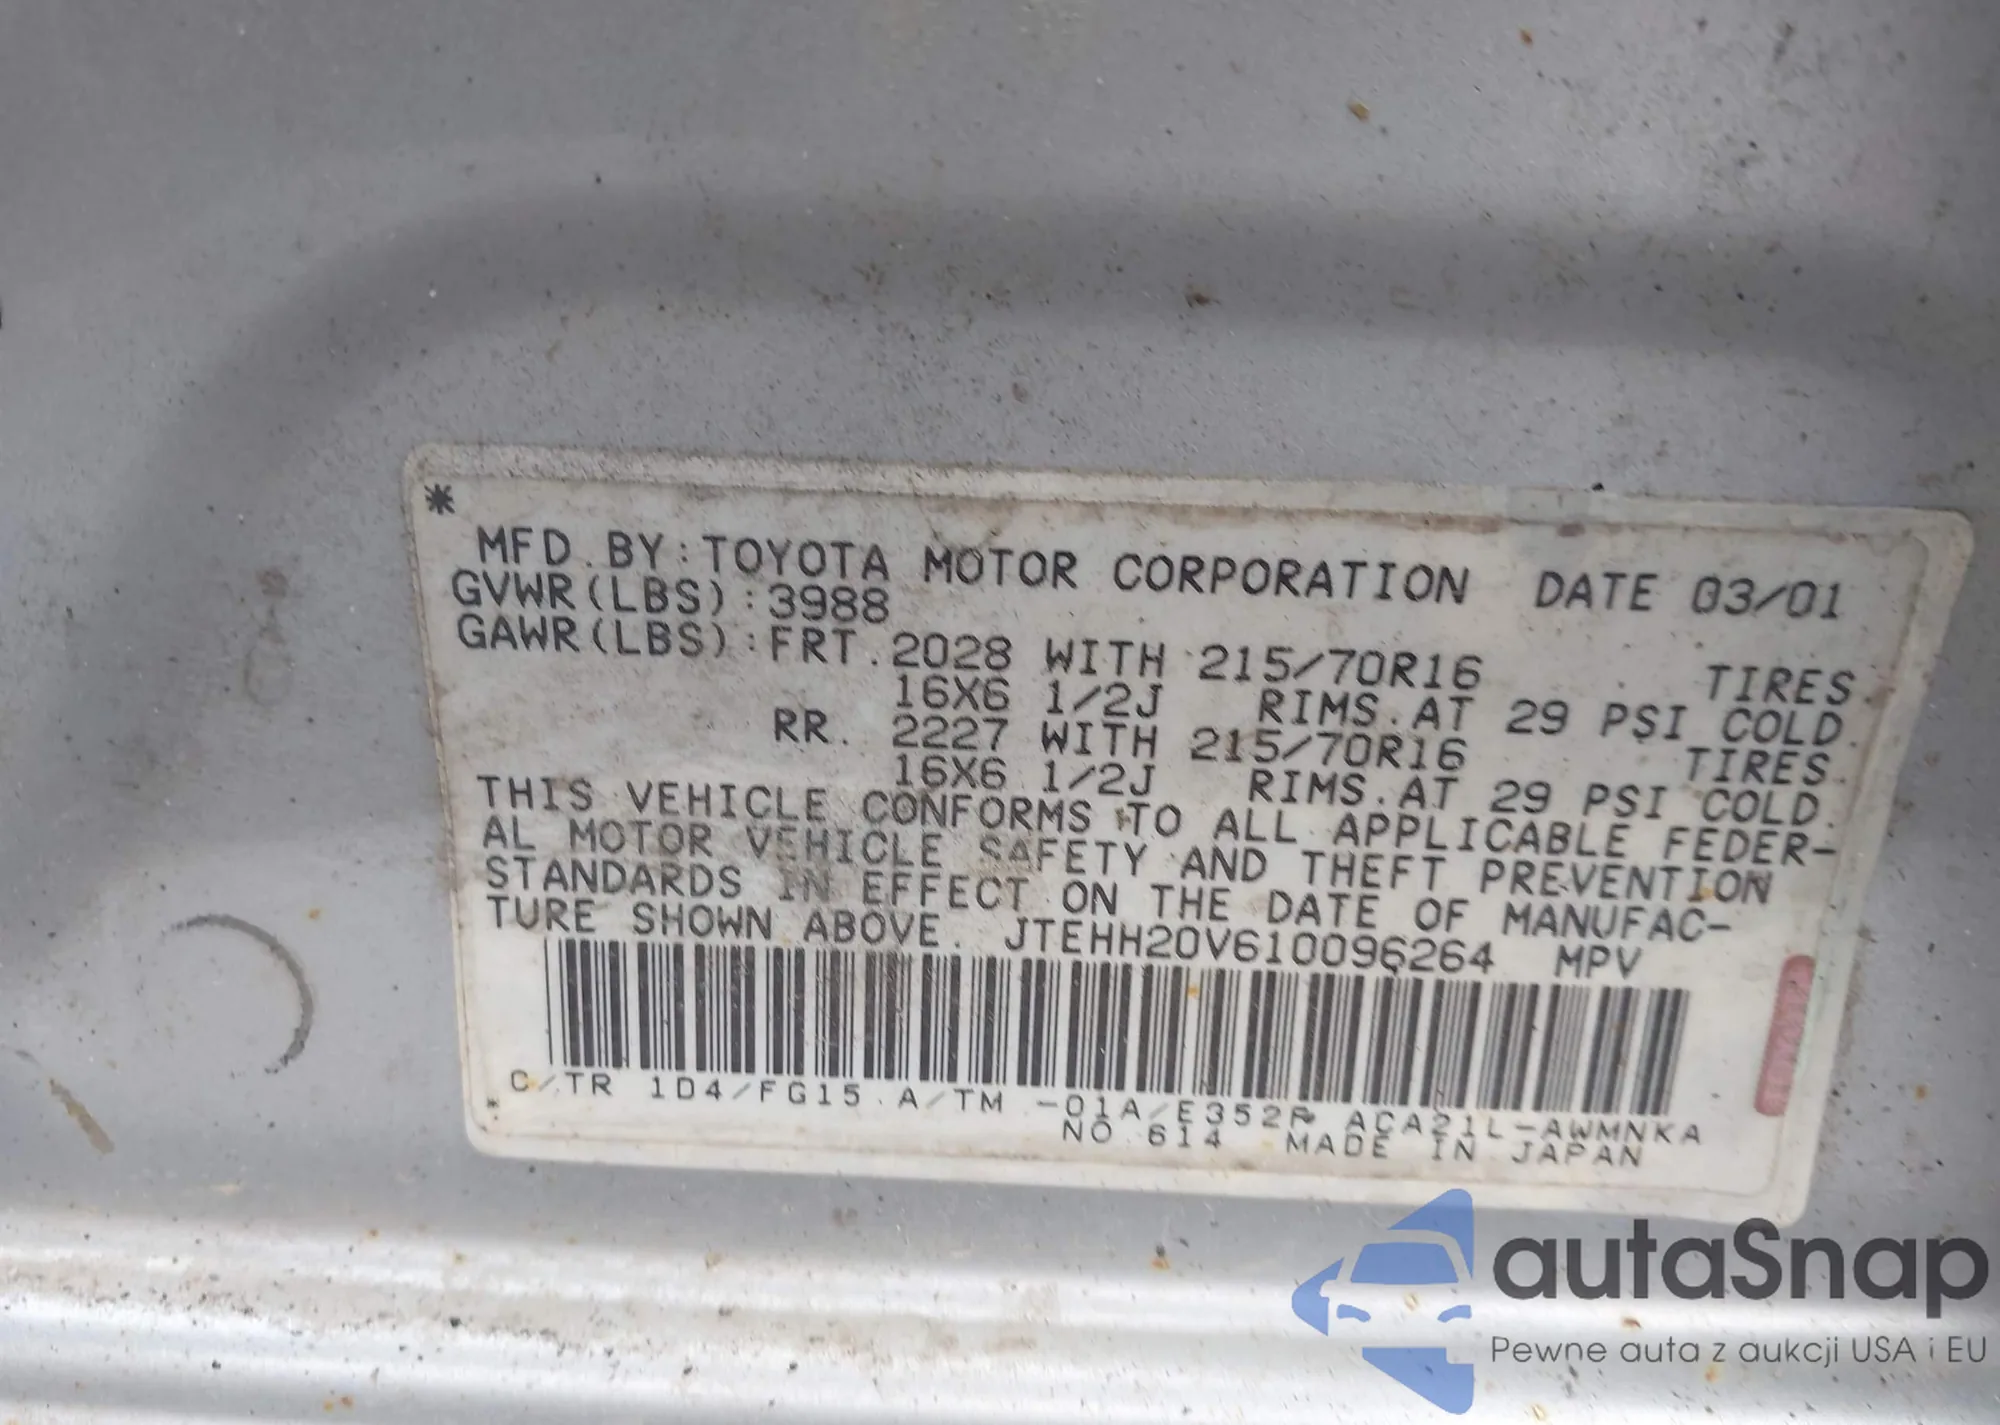 *
MFD. BY: TOYOTA MOTOR CORPORATION DATE 03/01
GVWR(LBS):3988
GAWR(LBS):FRT. 2028 WITH 215/70R16 TIRES
16X6 1/2J RIMS.AT 29 PSI COLD.
RR. 2227 WITH 215/70R16 TIRES.
16X6 1/2J RIMS.AT 29 PSI COLD.
THIS VEHICLE CONFORMS TO ALL APPLICABLE FEDER-
AL MOTOR VEHICLE SAFETY AND THEFT PREVENTION
STANDARDS IN EFFECT ON THE DATE OF MANUFAC-
TURE SHOWN ABOVE. JTEHH20V610096264 MPV
C/TR 1D4/FG15 A/TM -01A/E352F ACA21L-AWMNKA
NO.614 MADE IN JAPAN
autaSnap
Pewne auta z aukcji USA i EU